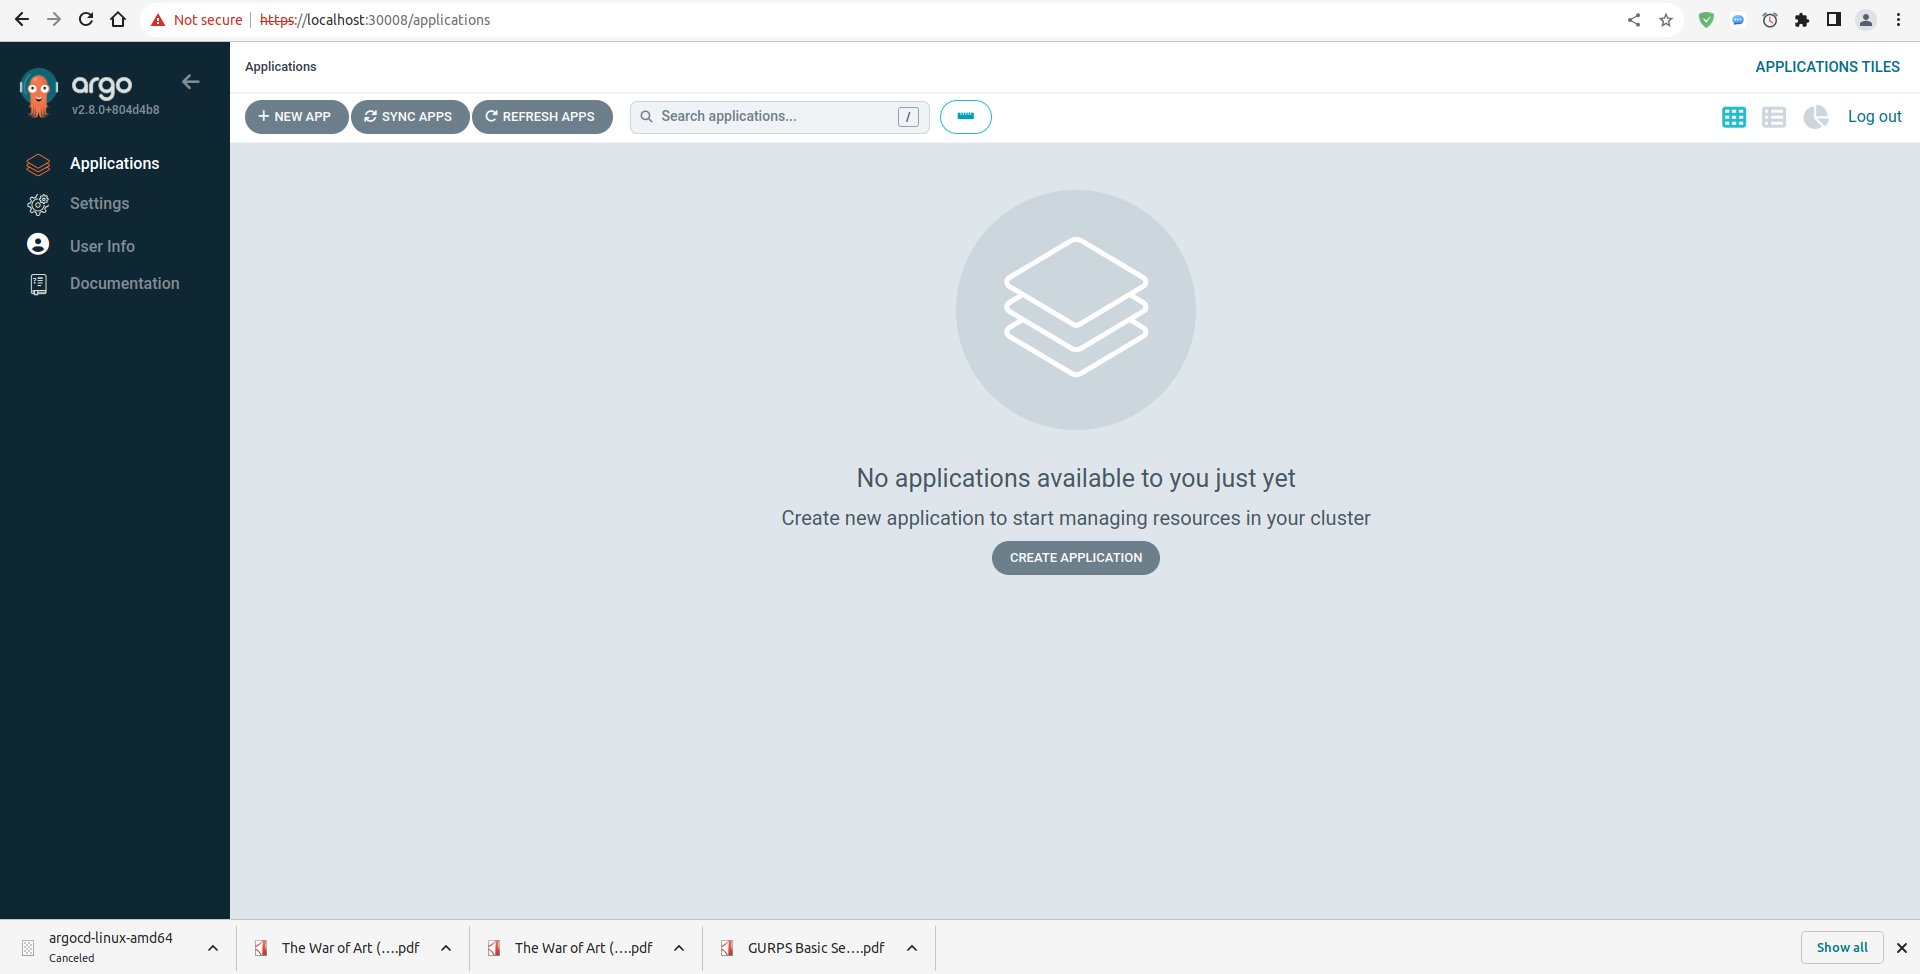 Not secure
https://localhost:30008/applications
argo
v2.8.0+804d4b8
Applications
Settings
User Info
Documentation
Applications
APPLICATIONS TILES
NEW APP
SYNC APPS
REFRESH APPS
Search applications...
/
Log out
No applications available to you just yet
Create new application to start managing resources in your cluster
CREATE APPLICATION
argocd-linux-amd64
Canceled
The War of Art (....pdf
The War of Art (....pdf
GURPS Basic Se....pdf
Show all